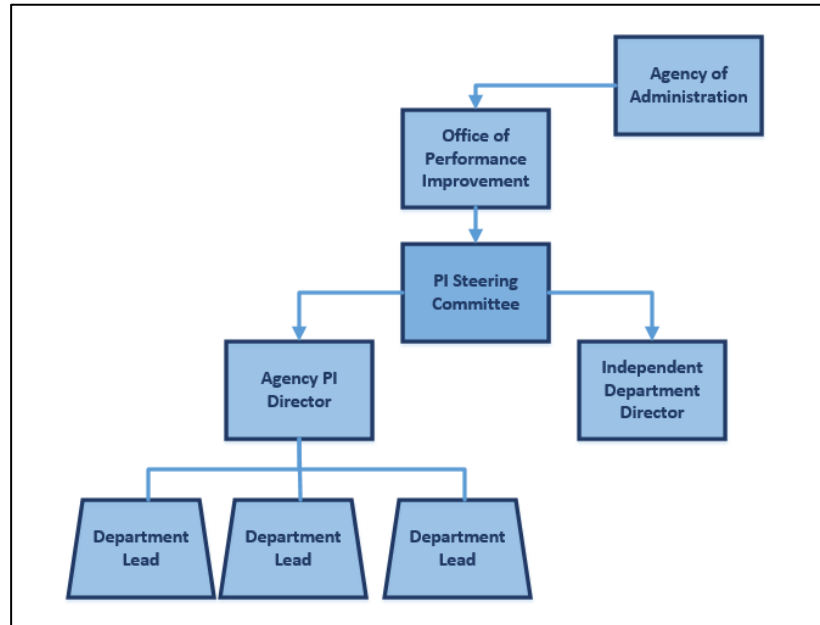 Agency of
Administration
Office of
Performance
Improvement
PI Steering
Committee
Agency PI
Director
Independent
Department
Director
Department
Lead
Department
Lead
Department
Lead